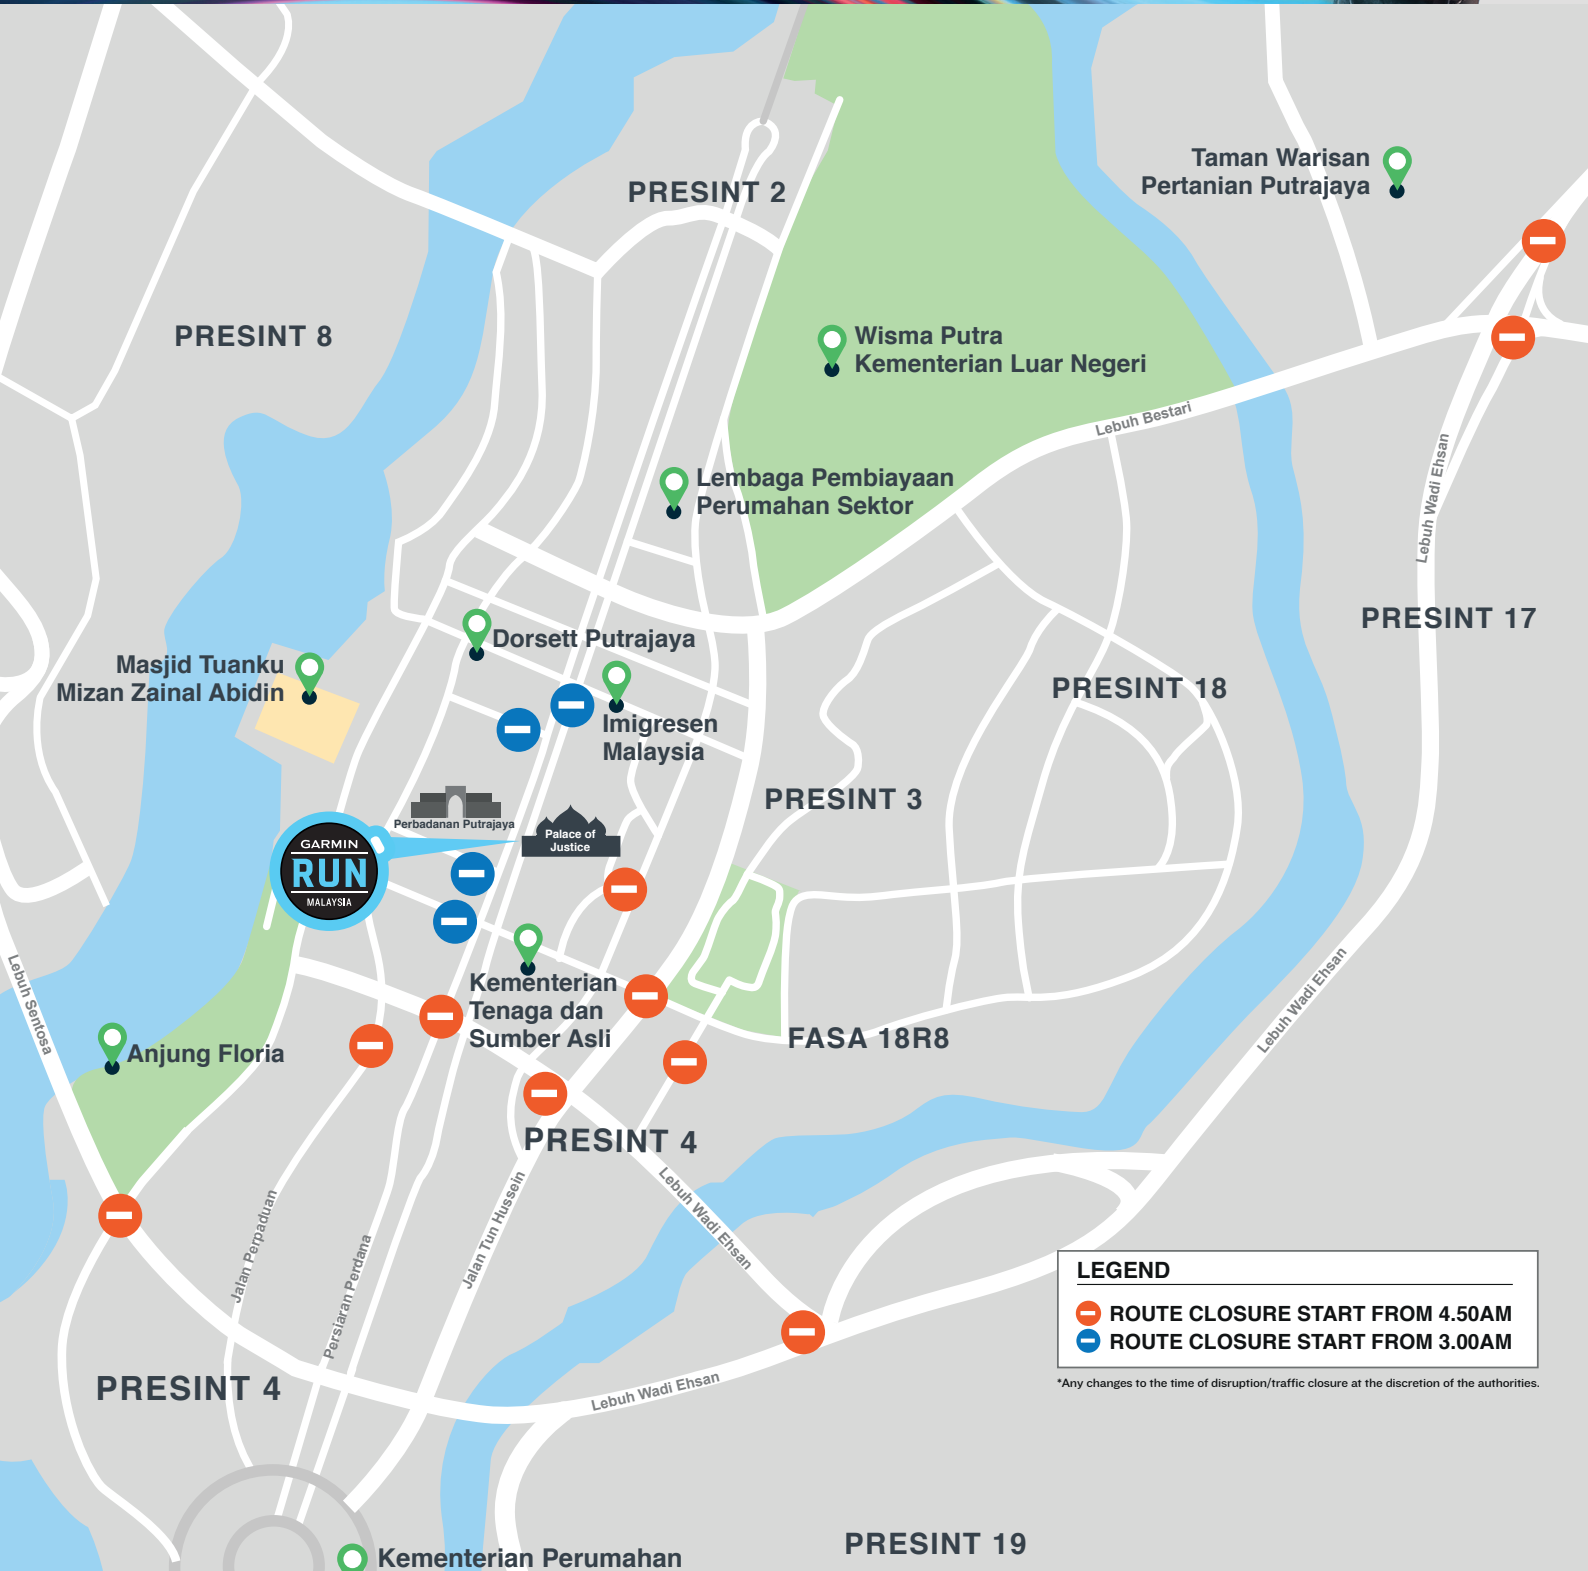 Taman Warisan
Pertanian Putrajaya
PRESINT 2
PRESINT 8
Wisma Putra
Kementerian Luar Negeri
Lebuh Bestari
Lembaga Pembiayaan
Perumahan Sektor
Lebuh Wadi Ehsan
PRESINT 17
Dorsett Putrajaya
Masjid Tuanku
Mizan Zainal Abidin
PRESINT 18
Imigresen
Malaysia
PRESINT 3
Perbadanan Putrajaya
Palace of
Justice
GARMIN
RUN
MALAYSIA
Lebuh Sentosa
Kementerian
Tenaga dan
Sumber Asli
Lebuh Wadi Ehsan
FASA 18R8
Anjung Floria
PRESINT 4
Lebuh Wadi Ehsan
Jalan Tun Hussein
Jalan Perpaduan
Persiaran Perdana
LEGEND
ROUTE CLOSURE START FROM 4.50AM
ROUTE CLOSURE START FROM 3.00AM
*Any changes to the time of disruption/traffic closure at the discretion of the authorities.
PRESINT 4
Lebuh Wadi Ehsan
PRESINT 19
Kementerian Perumahan